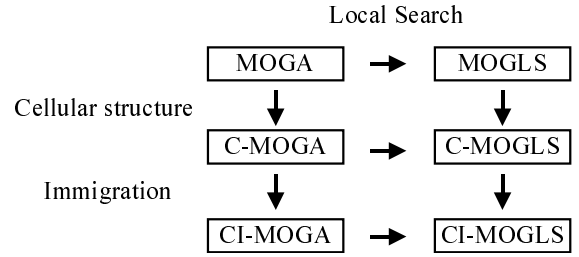 Local Search
MOGA MOGLS
Cellular structure
C-MOGA C-MOGLS
Immigration
CI-MOGA CI-MOGLS